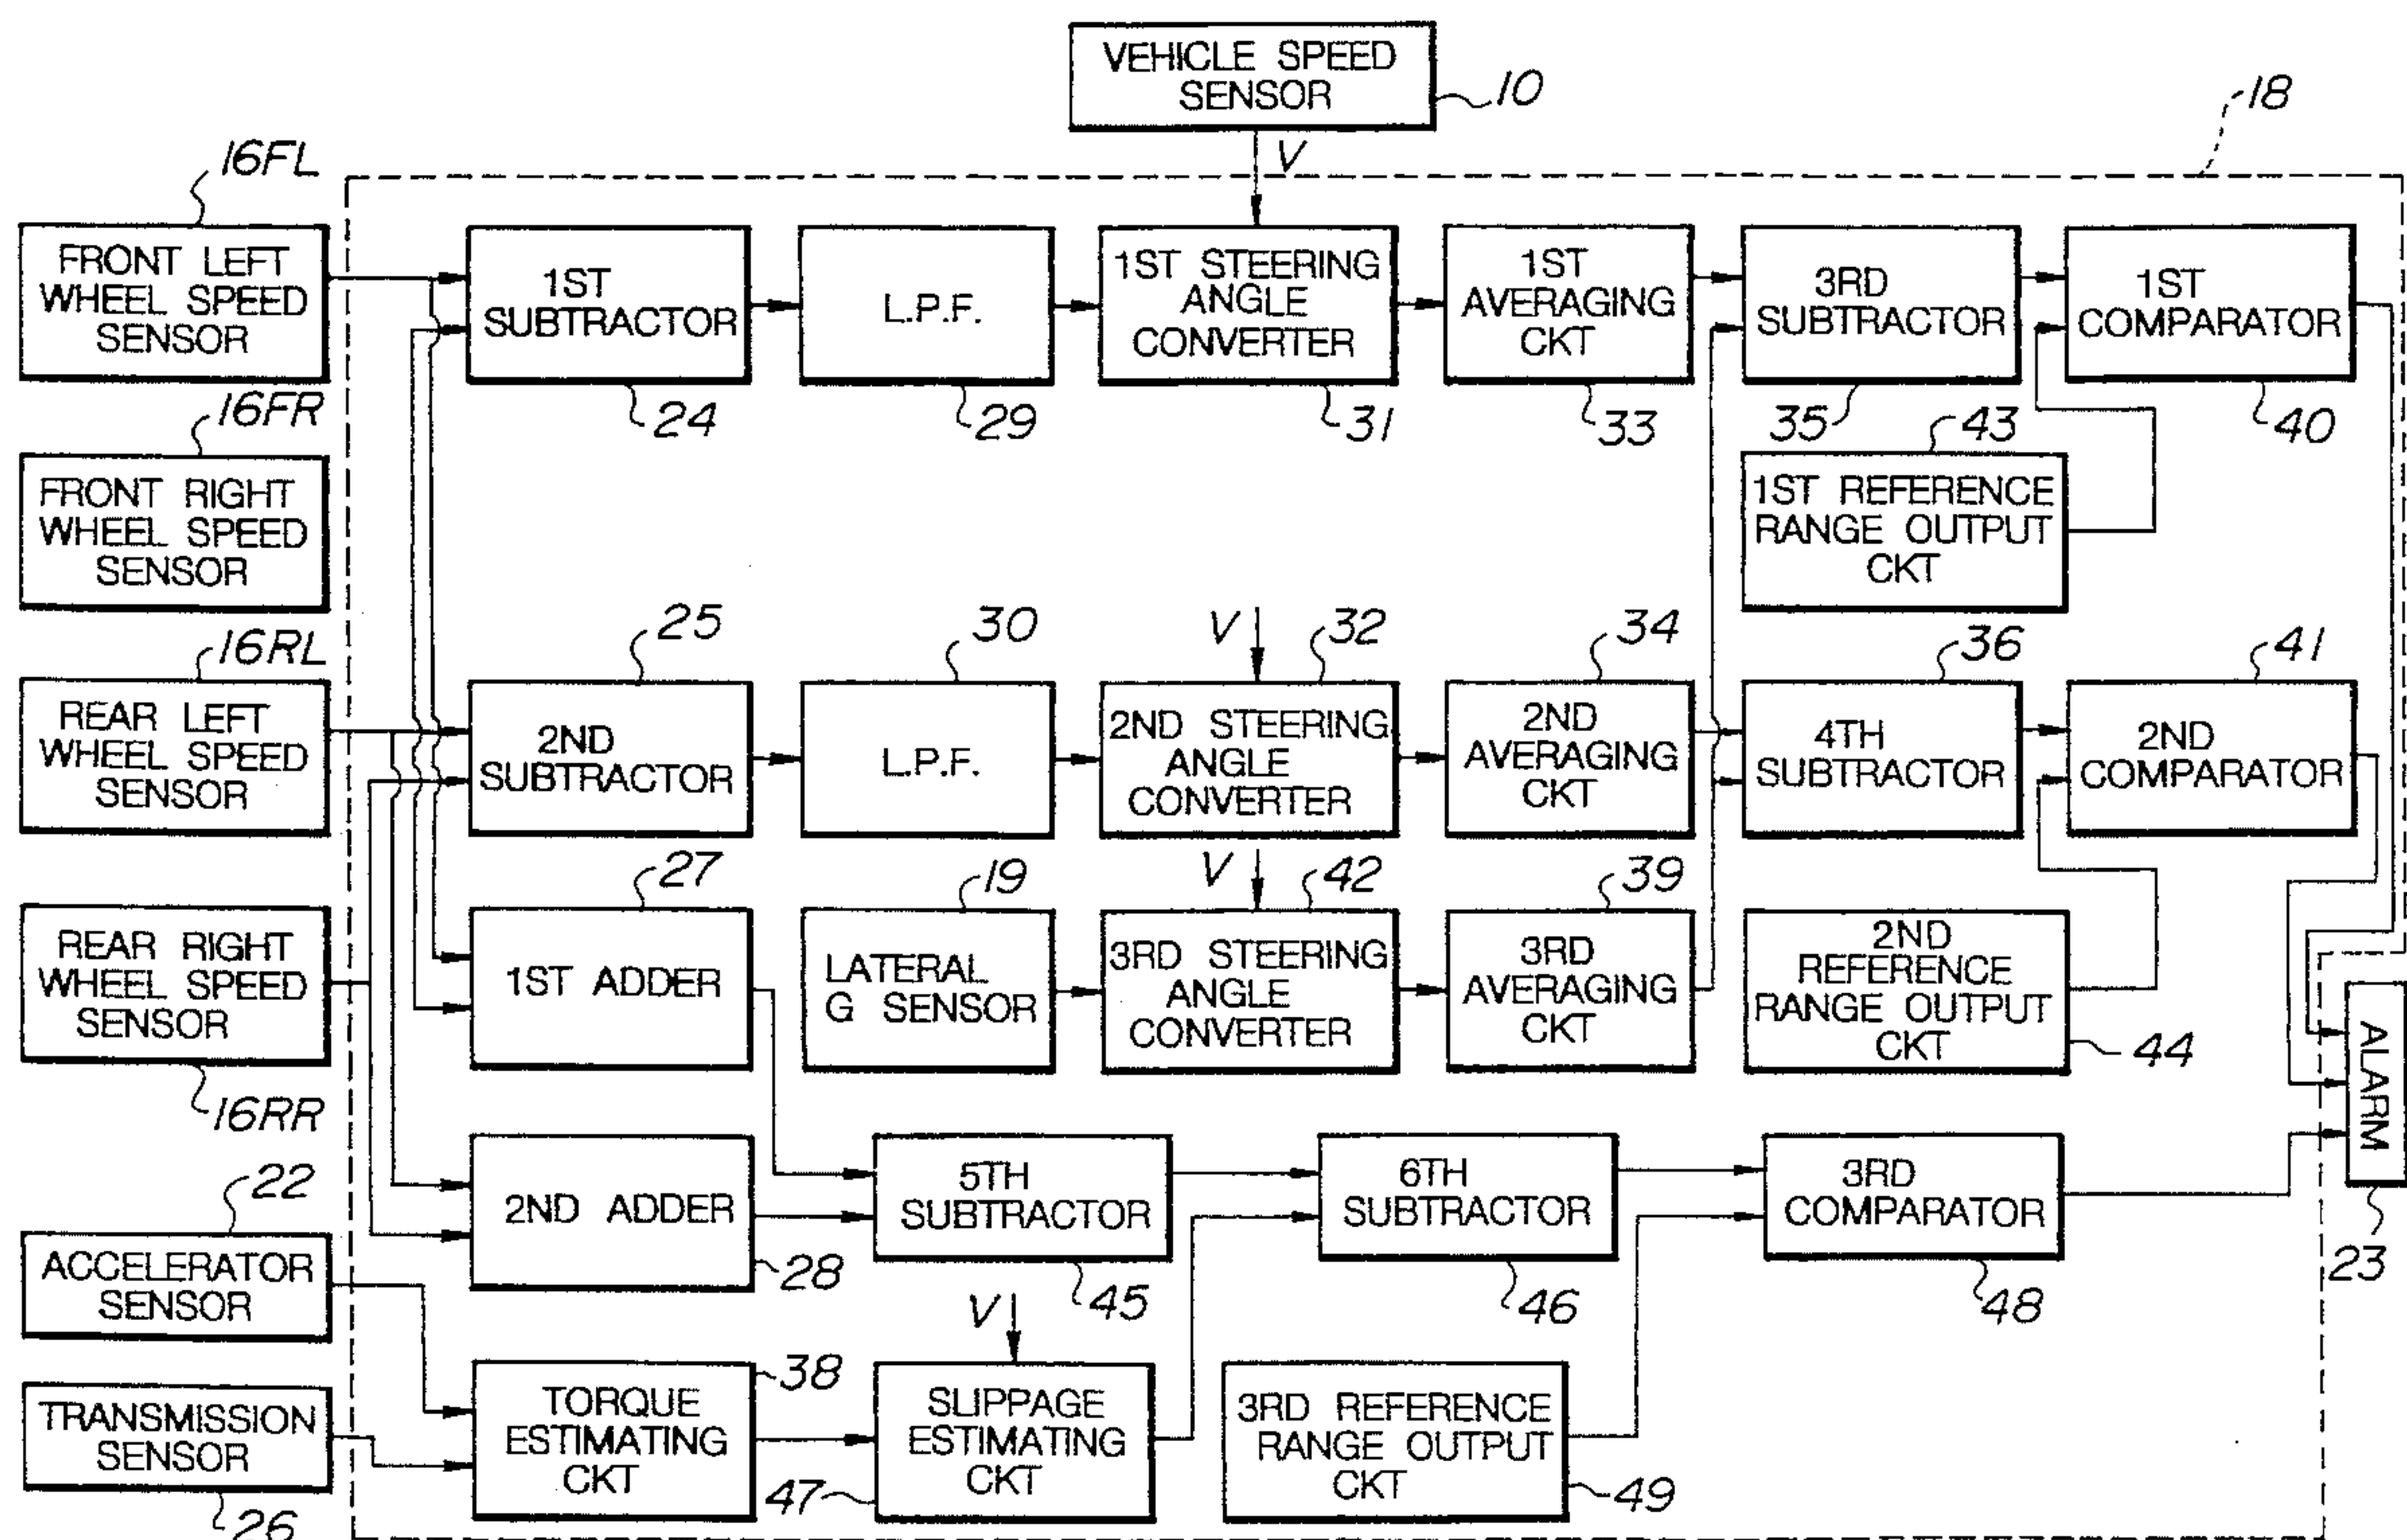 VEHICLE SPEED
SENSOR
10
18
V
16FL
FRONT LEFT
WHEEL SPEED
SENSOR
1ST
SUBTRACTOR
24
L.P.F.
29
1ST STEERING
ANGLE
CONVERTER
31
1ST
AVERAGING
CKT
33
3RD
SUBTRACTOR
35
1ST
COMPARATOR
40
16FR
FRONT RIGHT
WHEEL SPEED
SENSOR
43
1ST REFERENCE
RANGE OUTPUT
CKT
16RL
REAR LEFT
WHEEL SPEED
SENSOR
25
2ND
SUBTRACTOR
30
L.P.F.
V
32
2ND STEERING
ANGLE
CONVERTER
34
2ND
AVERAGING
CKT
36
4TH
SUBTRACTOR
41
2ND
COMPARATOR
REAR RIGHT
WHEEL SPEED
SENSOR
16RR
27
1ST ADDER
19
LATERAL
G SENSOR
V
42
3RD STEERING
ANGLE
CONVERTER
39
3RD
AVERAGING
CKT
2ND
REFERENCE
RANGE OUTPUT
CKT
44
ALARM
23
2ND ADDER
28
5TH
SUBTRACTOR
45
6TH
SUBTRACTOR
46
3RD
COMPARATOR
48
22
ACCELERATOR
SENSOR
TRANSMISSION
SENSOR
26
38
TORQUE
ESTIMATING
CKT
V
47
SLIPPAGE
ESTIMATING
CKT
3RD REFERENCE
RANGE OUTPUT
CKT
49